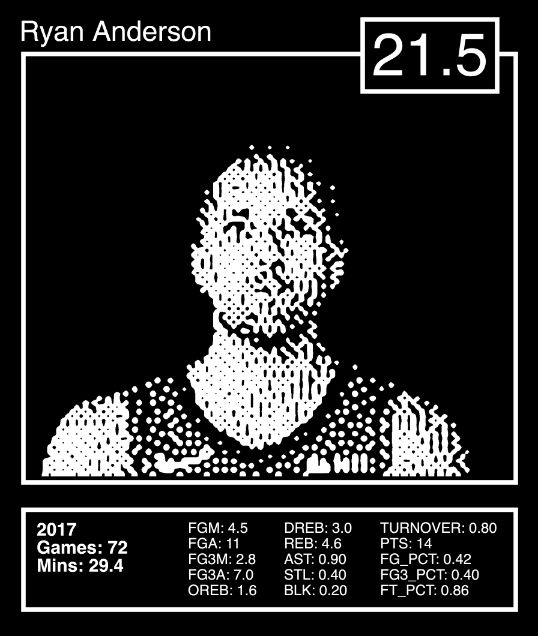 Ryan Anderson
21.5
2017
Games: 72
Mins: 29.4
FGM: 4.5
FGA: 11
FG3M: 2.8
FG3A: 7.0
OREB: 1.6
DREB: 3.0
REB: 4.6
AST: 0.90
STL: 0.40
BLK: 0.20
TURNOVER: 0.80
PTS: 14
FG_PCT: 0.42
FG3_PCT: 0.40
FT_PCT: 0.86